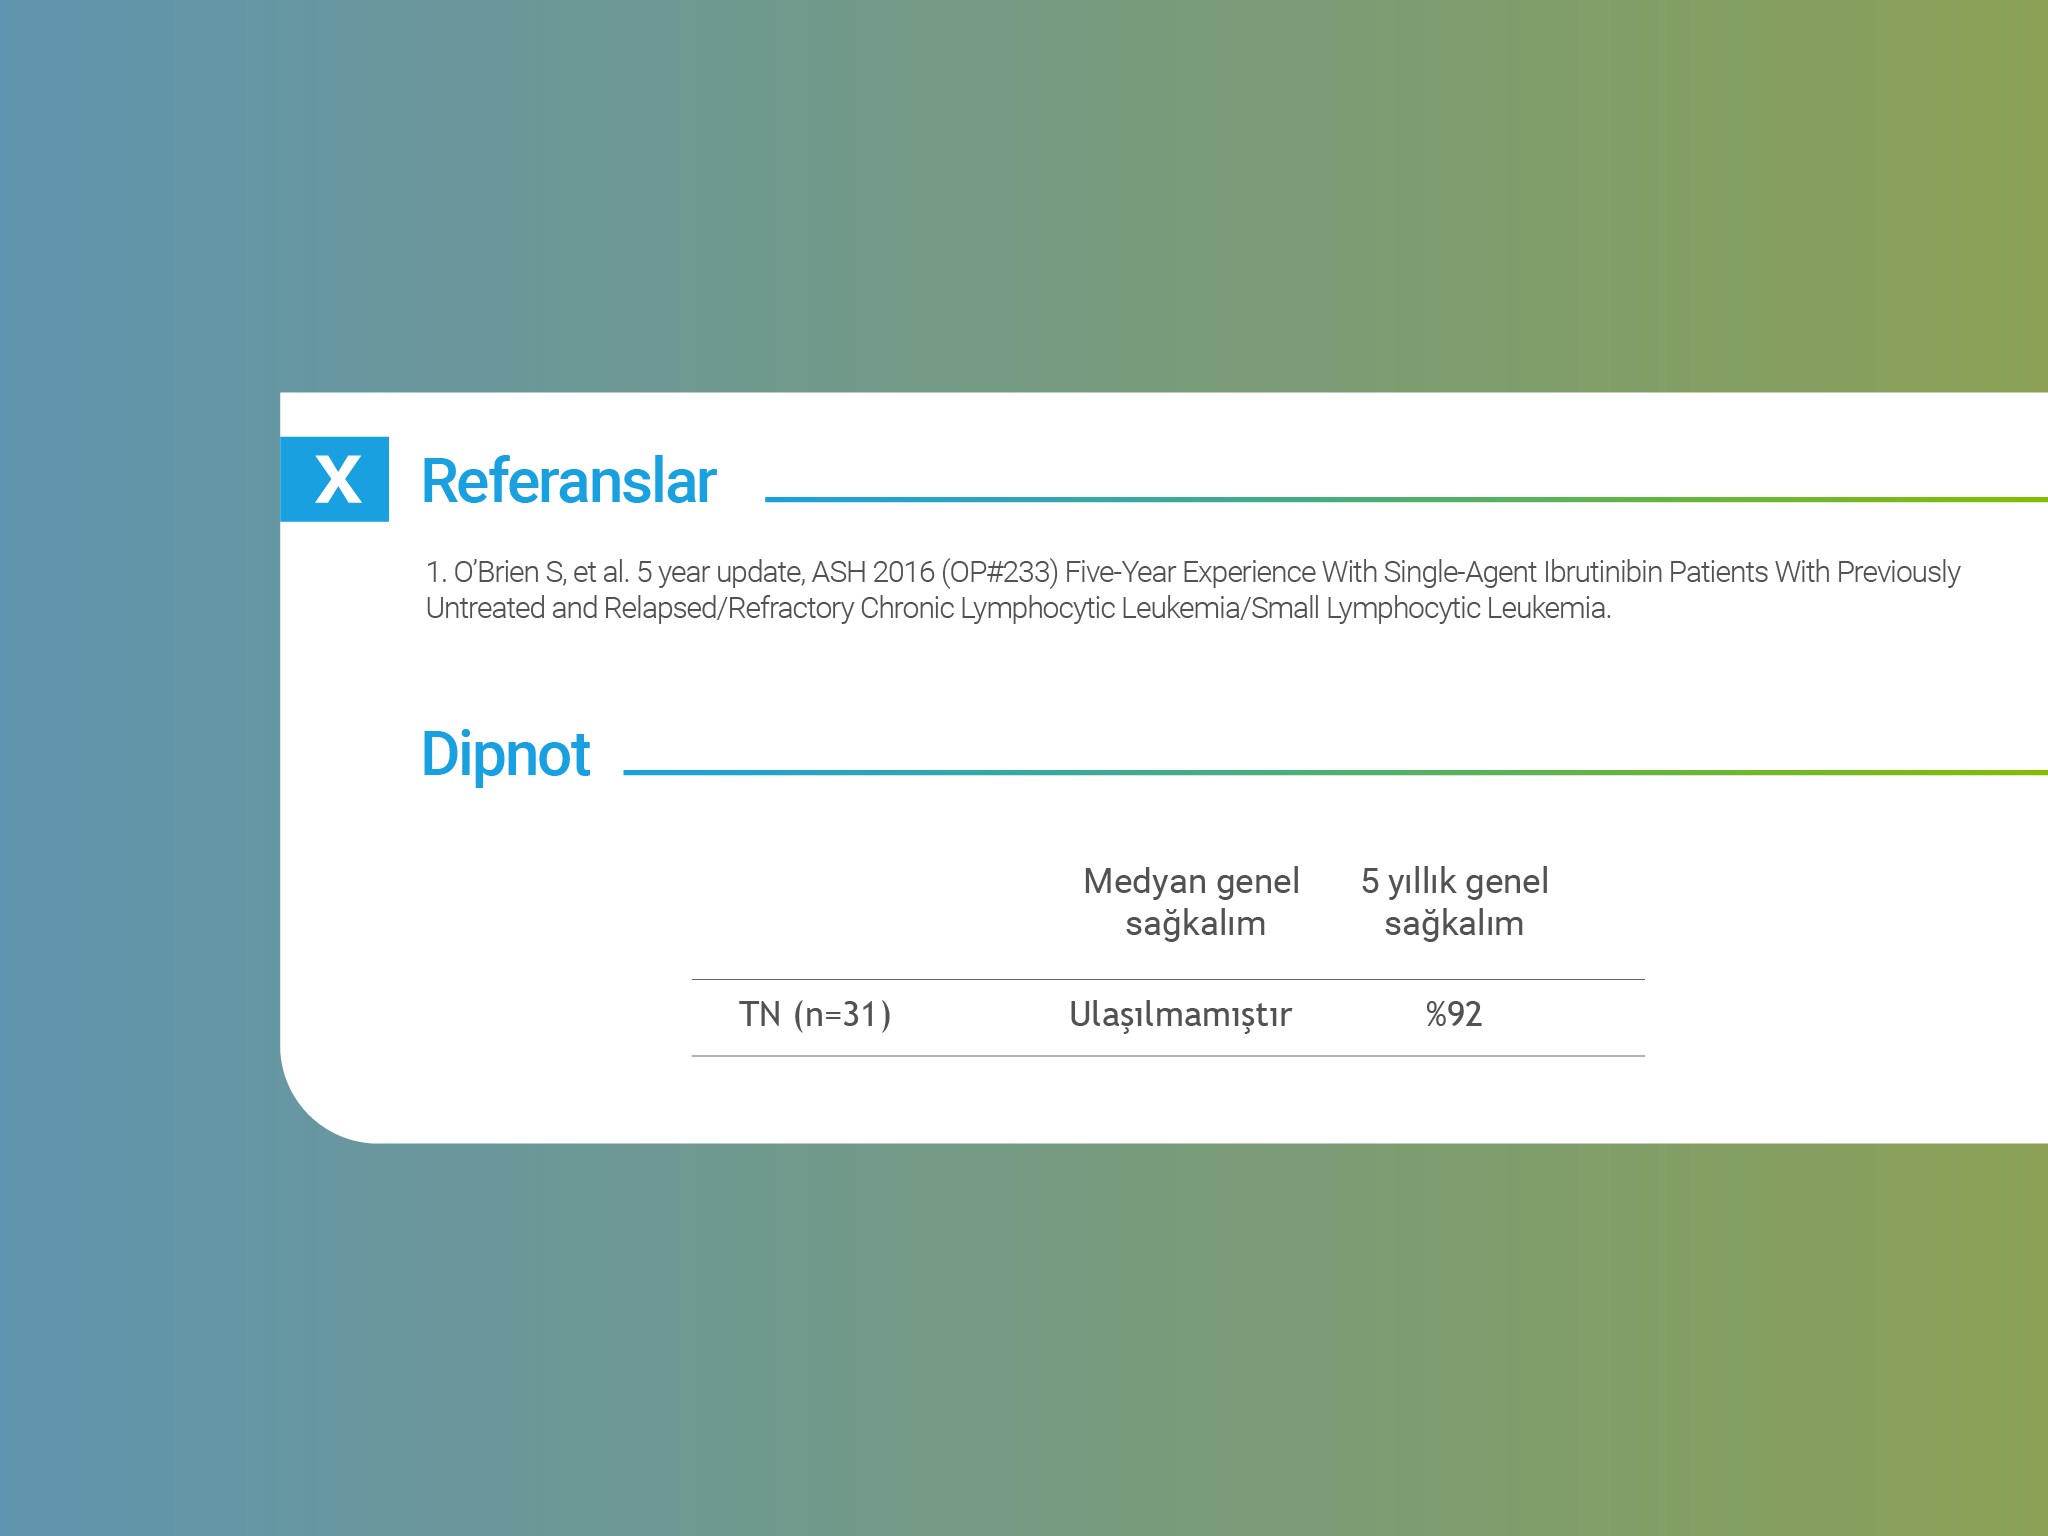 X Referanslar
1. O’Brien S, et al. 5 year update, ASH 2016 (OP#233) Five-Year Experience With Single-Agent Ibrutinibin Patients With Previously
Untreated and Relapsed/Refractory Chronic Lymphocytic Leukemia/Small Lymphocytic Leukemia.
Dipnot
Medyan genel 5 yıllık genel
sağkalım sağkalım
TN (n=31) Ulaşılmamıştır %92